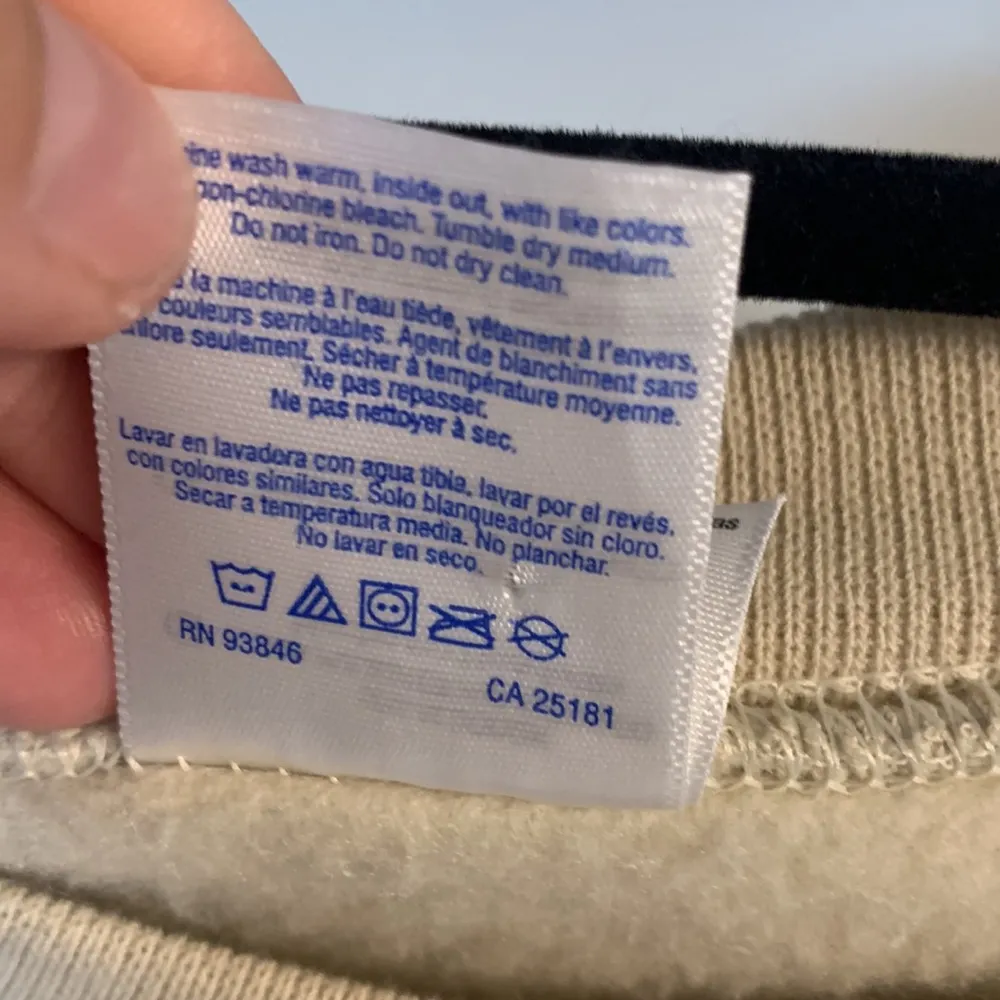 wash warm, inside out, with like colors.
non-chlorine bleach. Tumble dry medium.
Do not iron. Do not dry clean.
la machine à l'eau tiède, vêtement à l'envers,
couleurs semblables. Agent de blanchiment sans
seulement. Sécher à température moyenne.
Ne pas repasser.
Ne pas nettoyer à sec.
Lavar en lavadora con agua tibia, lavar por el revés.
con colores similares. Solo blanqueador sin cloro.
Secar a temperatura media. No planchar.
No lavar en seco.
RN 93846
CA 25181